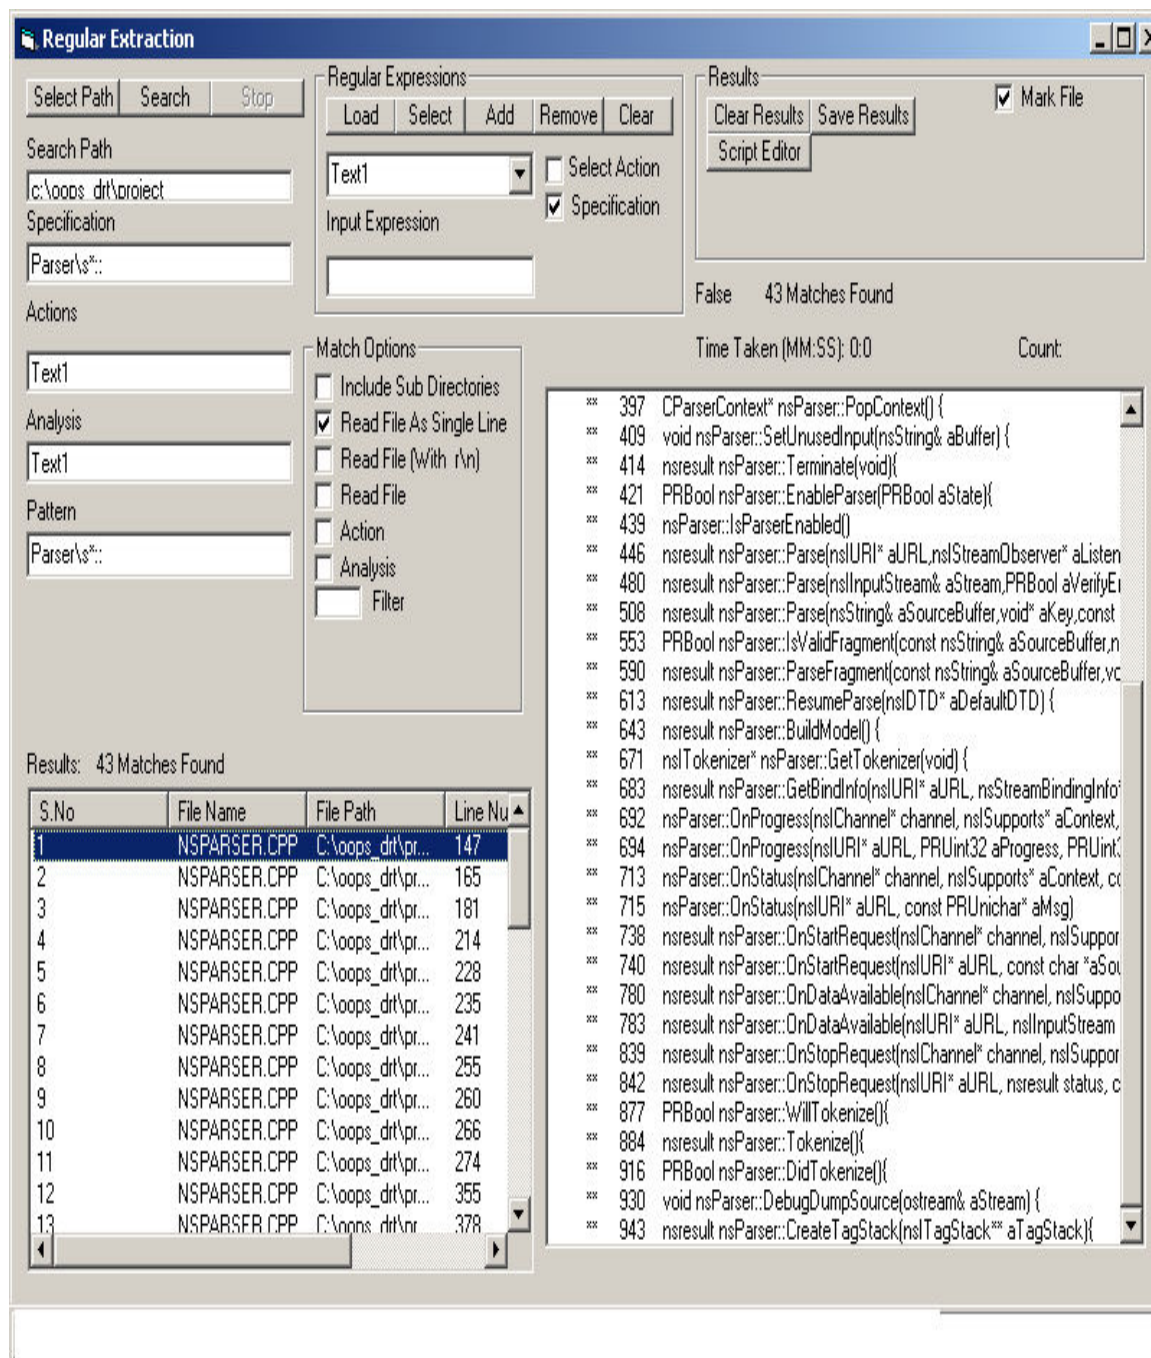 Regular Extraction
Select Path Search Stop
Search Path
c:\oops_drt\project
Specification
Parser\s*::
Actions
Text1
Analysis
Text1
Pattern
Parser\s*::
Regular Expressions
Load Select Add Remove Clear
Text1
Select Action
Specification
Input Expression
Match Options
Include Sub Directories
Read File As Single Line
Read File (With r\n)
Read File
Action
Analysis
Filter
Results
Clear Results Save Results
Script Editor
Mark File
False 43 Matches Found
Time Taken (MM:SS): 0:0 Count:
** 397 CParserContext* nsParser::PopContext() {
** 409 void nsParser::SetUnusedInput(nsString& aBuffer) {
** 414 nsresult nsParser::Terminate(void){
** 421 PRBool nsParser::EnableParser(PRBool aState){
** 439 nsParser::IsParserEnabled()
** 446 nsresult nsParser::Parse(nsIURI* aURL,nsIStreamObserver* aListen
** 480 nsresult nsParser::Parse(nsIInputStream& aStream,PRBool aVerifyE
** 508 nsresult nsParser::Parse(nsString& aSourceBuffer,void* aKey,const
** 553 PRBool nsParser::IsValidFragment(const nsString& aSourceBuffer,n
** 590 nsresult nsParser::ParseFragment(const nsString& aSourceBuffer,vo
** 613 nsresult nsParser::ResumeParse(nsIDTD* aDefaultDTD) {
** 643 nsresult nsParser::BuildModel() {
** 671 nsITokenizer* nsParser::GetTokenizer(void) {
** 683 nsresult nsParser::GetBindInfo(nsIURI* aURL, nsStreamBindingInfo*
** 692 nsParser::OnProgress(nsIChannel* channel, nsISupports* aContext,
** 694 nsParser::OnProgress(nsIURI* aURL, PRUint32 aProgress, PRUint3
** 713 nsParser::OnStatus(nsIChannel* channel, nsISupports* aContext, co
** 715 nsParser::OnStatus(nsIURI* aURL, const PRUnichar* aMsg)
** 738 nsresult nsParser::OnStartRequest(nsIChannel* channel, nsISuppor
** 740 nsresult nsParser::OnStartRequest(nsIURI* aURL, const char *aSou
** 780 nsresult nsParser::OnDataAvailable(nsIChannel* channel, nsISuppo
** 783 nsresult nsParser::OnDataAvailable(nsIURI* aURL, nsIInputStream
** 839 nsresult nsParser::OnStopRequest(nsIChannel* channel, nsISuppor
** 842 nsresult nsParser::OnStopRequest(nsIURI* aURL, nsresult status, c
** 877 PRBool nsParser::WillTokenize(){
** 884 nsresult nsParser::Tokenize(){
** 916 PRBool nsParser::DidTokenize(){
** 930 void nsParser::DebugDumpSource(ostream& aStream) {
** 943 nsresult nsParser::CreateTagStack(nsITagStack** aTagStack){
Results: 43 Matches Found
S.No File Name File Path Line Nu
1 NSPARSER.CPP C:\oops_drt\pr... 147
2 NSPARSER.CPP C:\oops_drt\pr... 165
3 NSPARSER.CPP C:\oops_drt\pr... 181
4 NSPARSER.CPP C:\oops_drt\pr... 214
5 NSPARSER.CPP C:\oops_drt\pr... 228
6 NSPARSER.CPP C:\oops_drt\pr... 235
7 NSPARSER.CPP C:\oops_drt\pr... 241
8 NSPARSER.CPP C:\oops_drt\pr... 255
9 NSPARSER.CPP C:\oops_drt\pr... 260
10 NSPARSER.CPP C:\oops_drt\pr... 266
11 NSPARSER.CPP C:\oops_drt\pr... 274
12 NSPARSER.CPP C:\oops_drt\pr... 355
13 NSPARSER.CPP C:\oops_drt\pr... 378